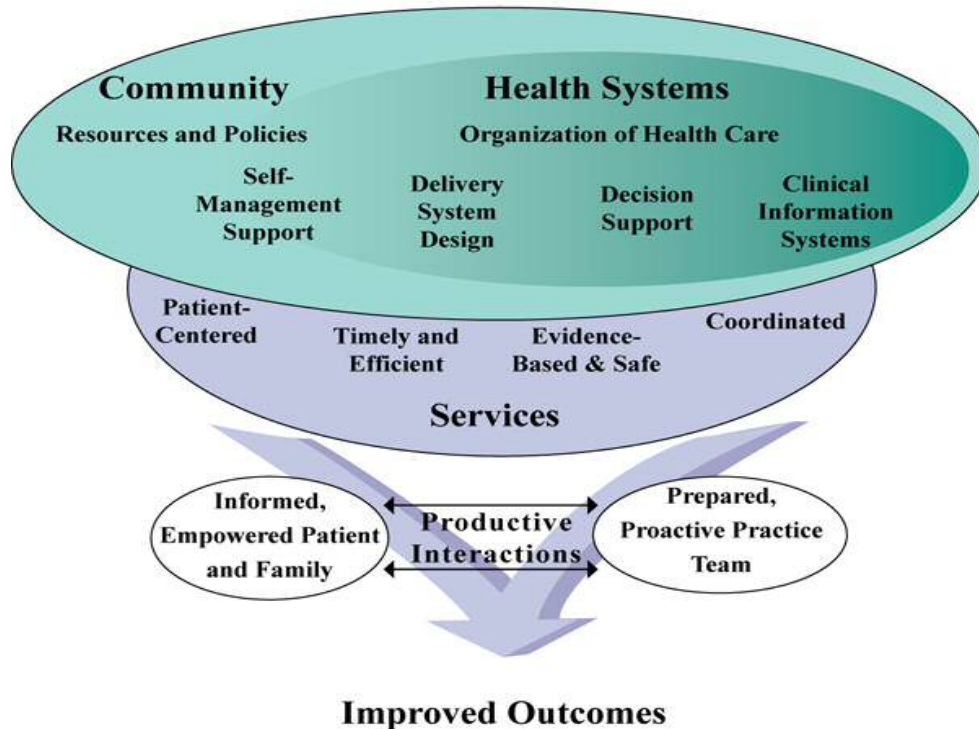 Community
Health Systems
Resources and Policies
Organization of Health Care
Self-
Management
Support
Delivery
System
Design
Decision
Support
Clinical
Information
Systems
Patient-
Centered
Timely and
Efficient
Evidence-
Based & Safe
Coordinated
Services
Informed,
Empowered Patient
and Family
Productive
Interactions
Prepared,
Proactive Practice
Team
Improved Outcomes